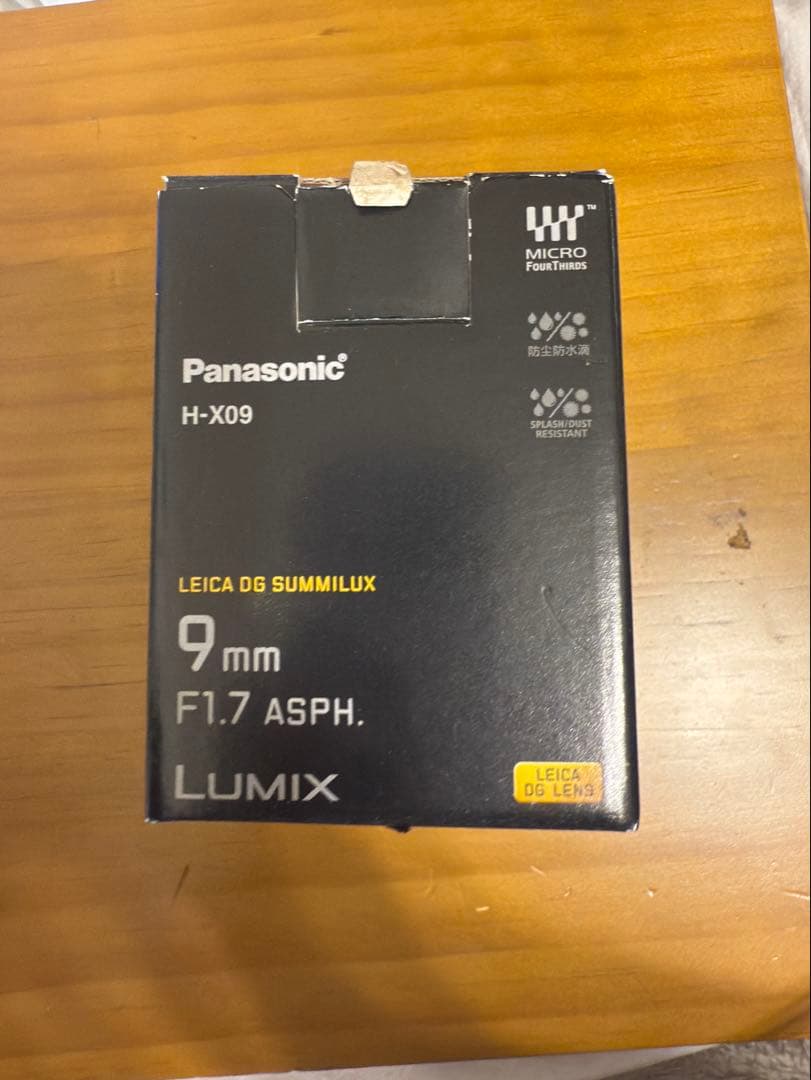 TM
MICRO
FOURTHIRDS
防尘防水滴
SPLASH/DUST
RESISTANT
Panasonic®
H-X09
LEICA DG SUMMILUX
9mm
F1.7 ASPH.
LUMIX
LEICA
DG LENS